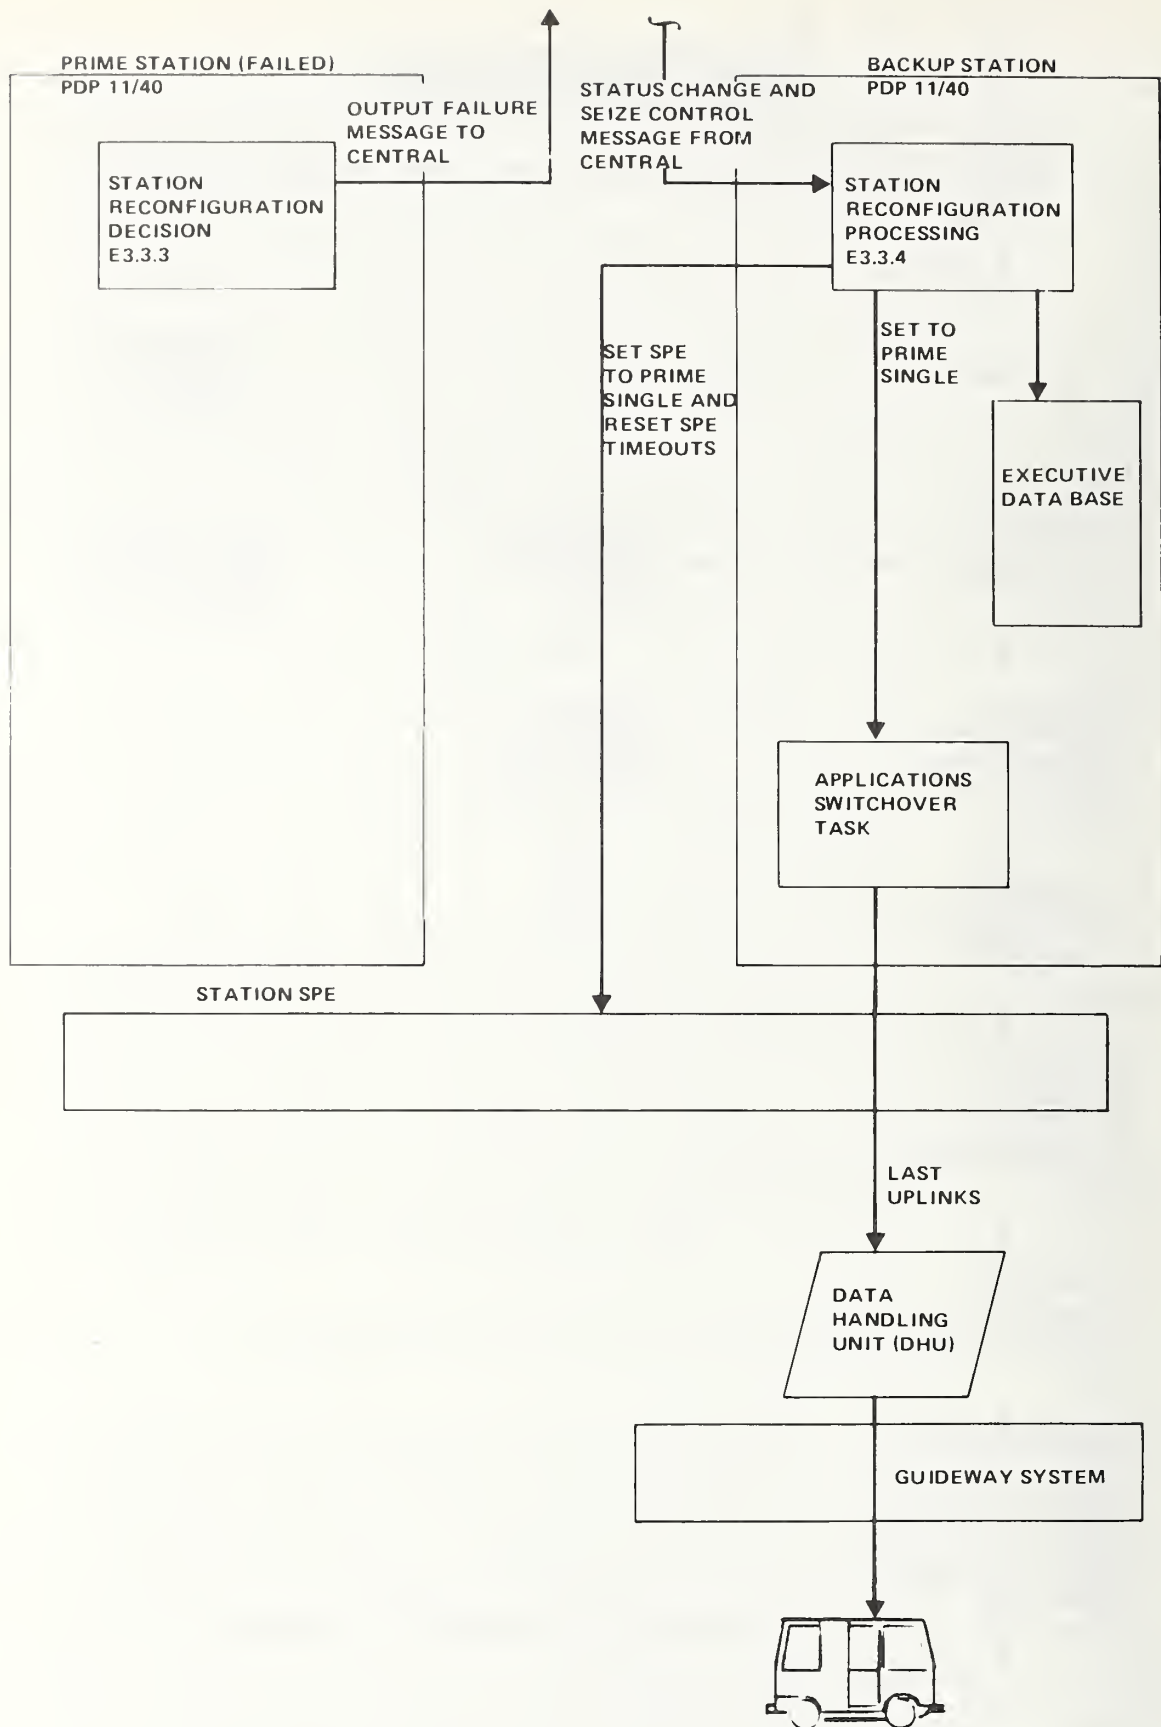 PRIME STATION (FAILED)
PDP 11/40
OUTPUT FAILURE
MESSAGE TO
CENTRAL
STATION
RECONFIGURATION
DECISION
E3.3.3
STATUS CHANGE AND
SEIZE CONTROL
MESSAGE FROM
CENTRAL
BACKUP STATION
PDP 11/40
STATION
RECONFIGURATION
PROCESSING
E3.3.4
SET SPE
TO PRIME
SINGLE AND
RESET SPE
TIMEOUTS
SET TO
PRIME
SINGLE
EXECUTIVE
DATA BASE
APPLICATIONS
SWITCHOVER
TASK
STATION SPE
LAST
UPLINKS
DATA
HANDLING
UNIT (DHU)
GUIDEWAY SYSTEM